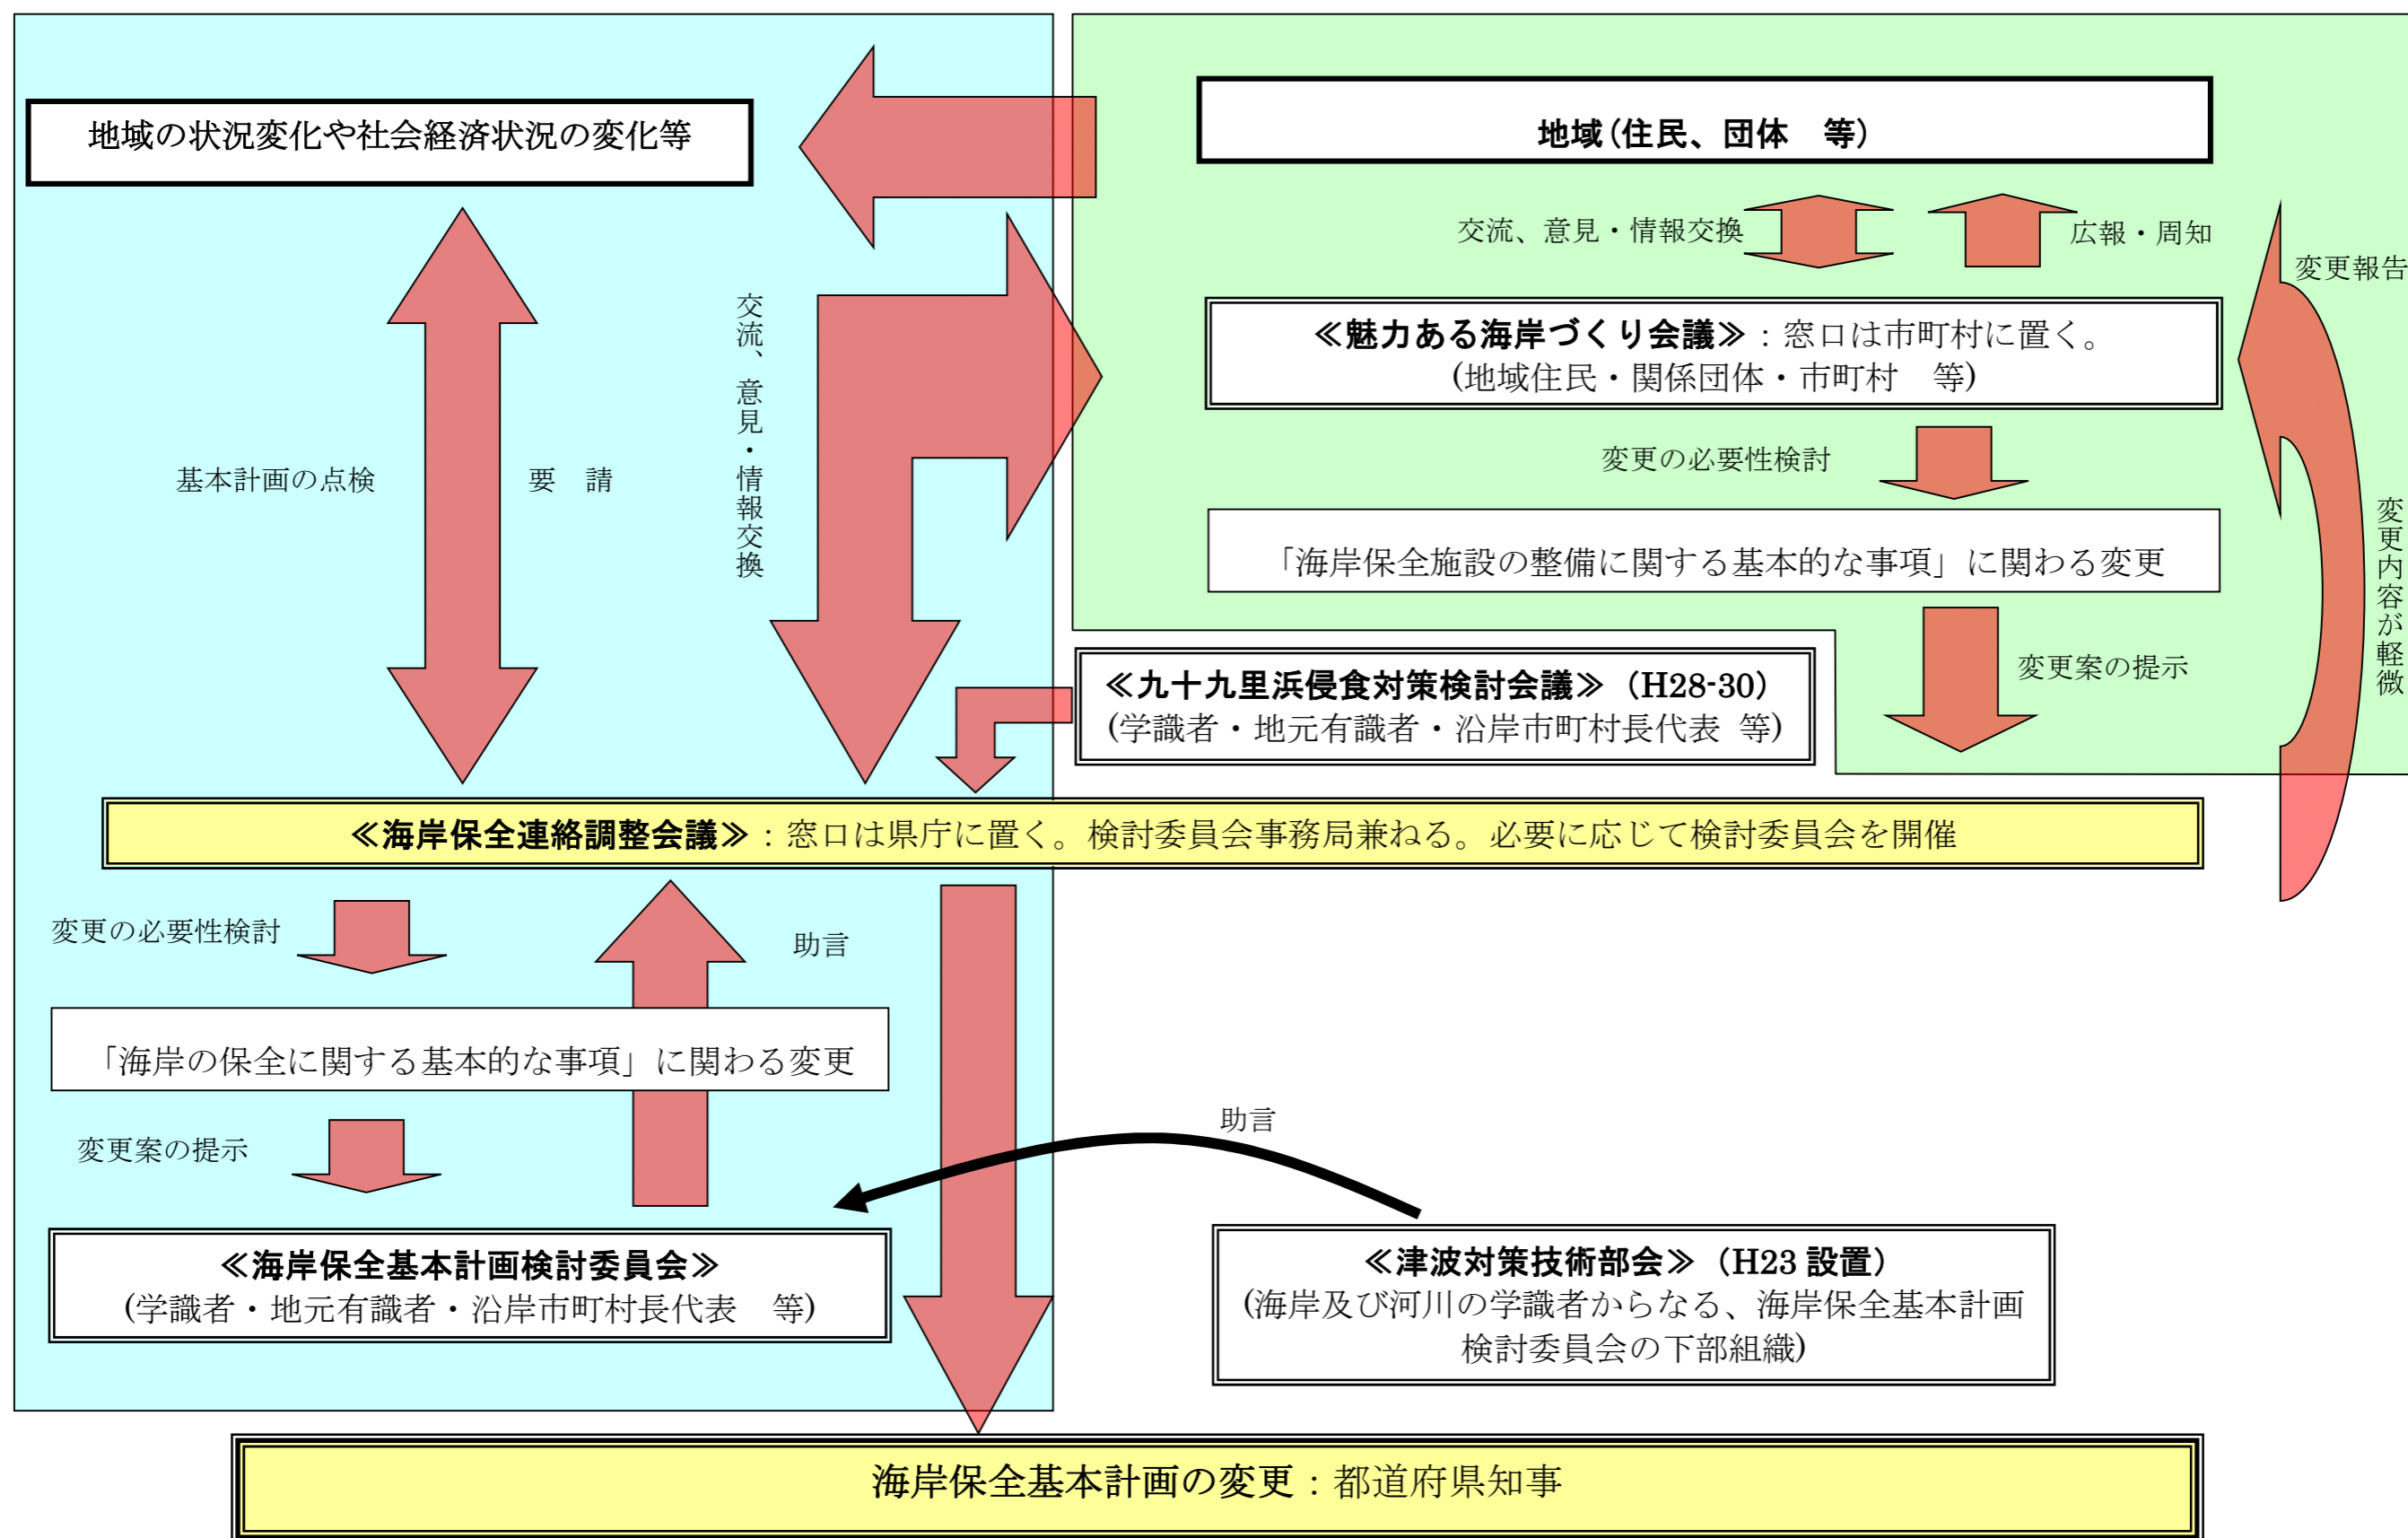 地域の状況変化や社会経済状況の変化等
地域(住民、団体　等)
交流、意見・情報交換
広報・周知
変更報告
≪魅力ある海岸づくり会議≫：窓口は市町村に置く。
(地域住民・関係団体・市町村　等)
交流、意見・情報交換
基本計画の点検
要　請
変更の必要性検討
「海岸保全施設の整備に関する基本的な事項」に関わる変更
変更内容が軽微
変更案の提示
≪九十九里浜侵食対策検討会議≫（H28-30）
(学識者・地元有識者・沿岸市町村長代表 等)
≪海岸保全連絡調整会議≫：窓口は県庁に置く。検討委員会事務局兼ねる。必要に応じて検討委員会を開催
変更の必要性検討
助言
「海岸の保全に関する基本的な事項」に関わる変更
変更案の提示
助言
≪海岸保全基本計画検討委員会≫
(学識者・地元有識者・沿岸市町村長代表　等)
≪津波対策技術部会≫（H23 設置）
(海岸及び河川の学識者からなる、海岸保全基本計画
検討委員会の下部組織)
海岸保全基本計画の変更：都道府県知事